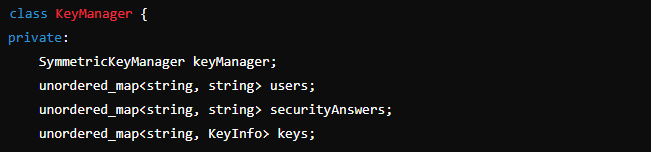 class KeyManager {
private:
    SymmetricKeyManager keyManager;
    unordered_map<string, string> users;
    unordered_map<string, string> securityAnswers;
    unordered_map<string, KeyInfo> keys;